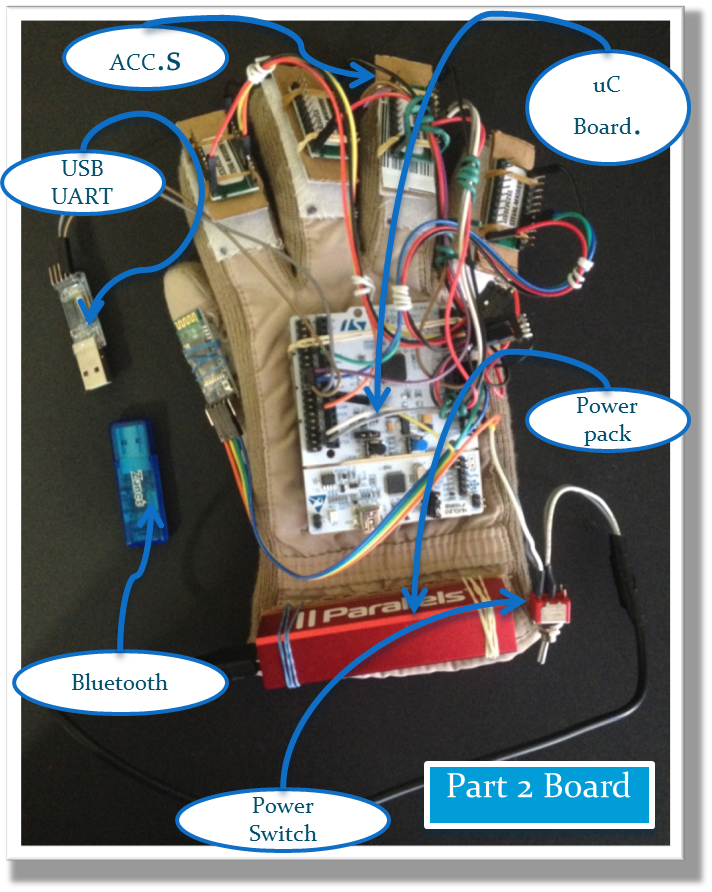 ACC.S
uC
Board.
USB
UART
Power
pack
Parallels
Bluetooth
Part 2 Board
Power
Switch